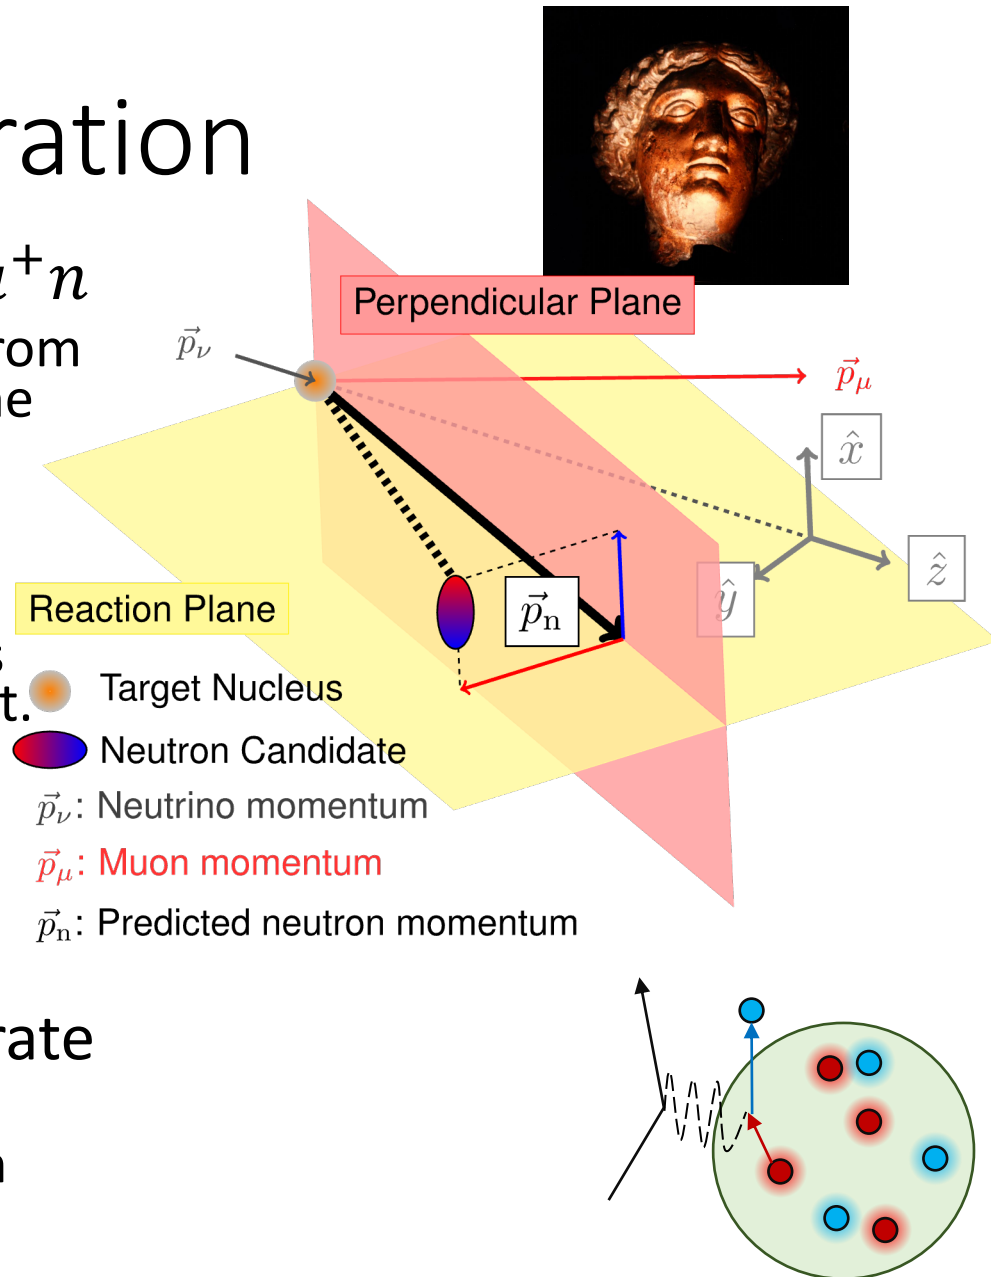 ration
μ⁺n
rom
Perpendicular Plane
p⃗ν
p⃗μ
ne
x̂
ẑ
ŷ
p⃗n
Reaction Plane
s
t.
Target Nucleus
Neutron Candidate
p⃗ν: Neutrino momentum
p⃗μ: Muon momentum
p⃗n: Predicted neutron momentum
rate